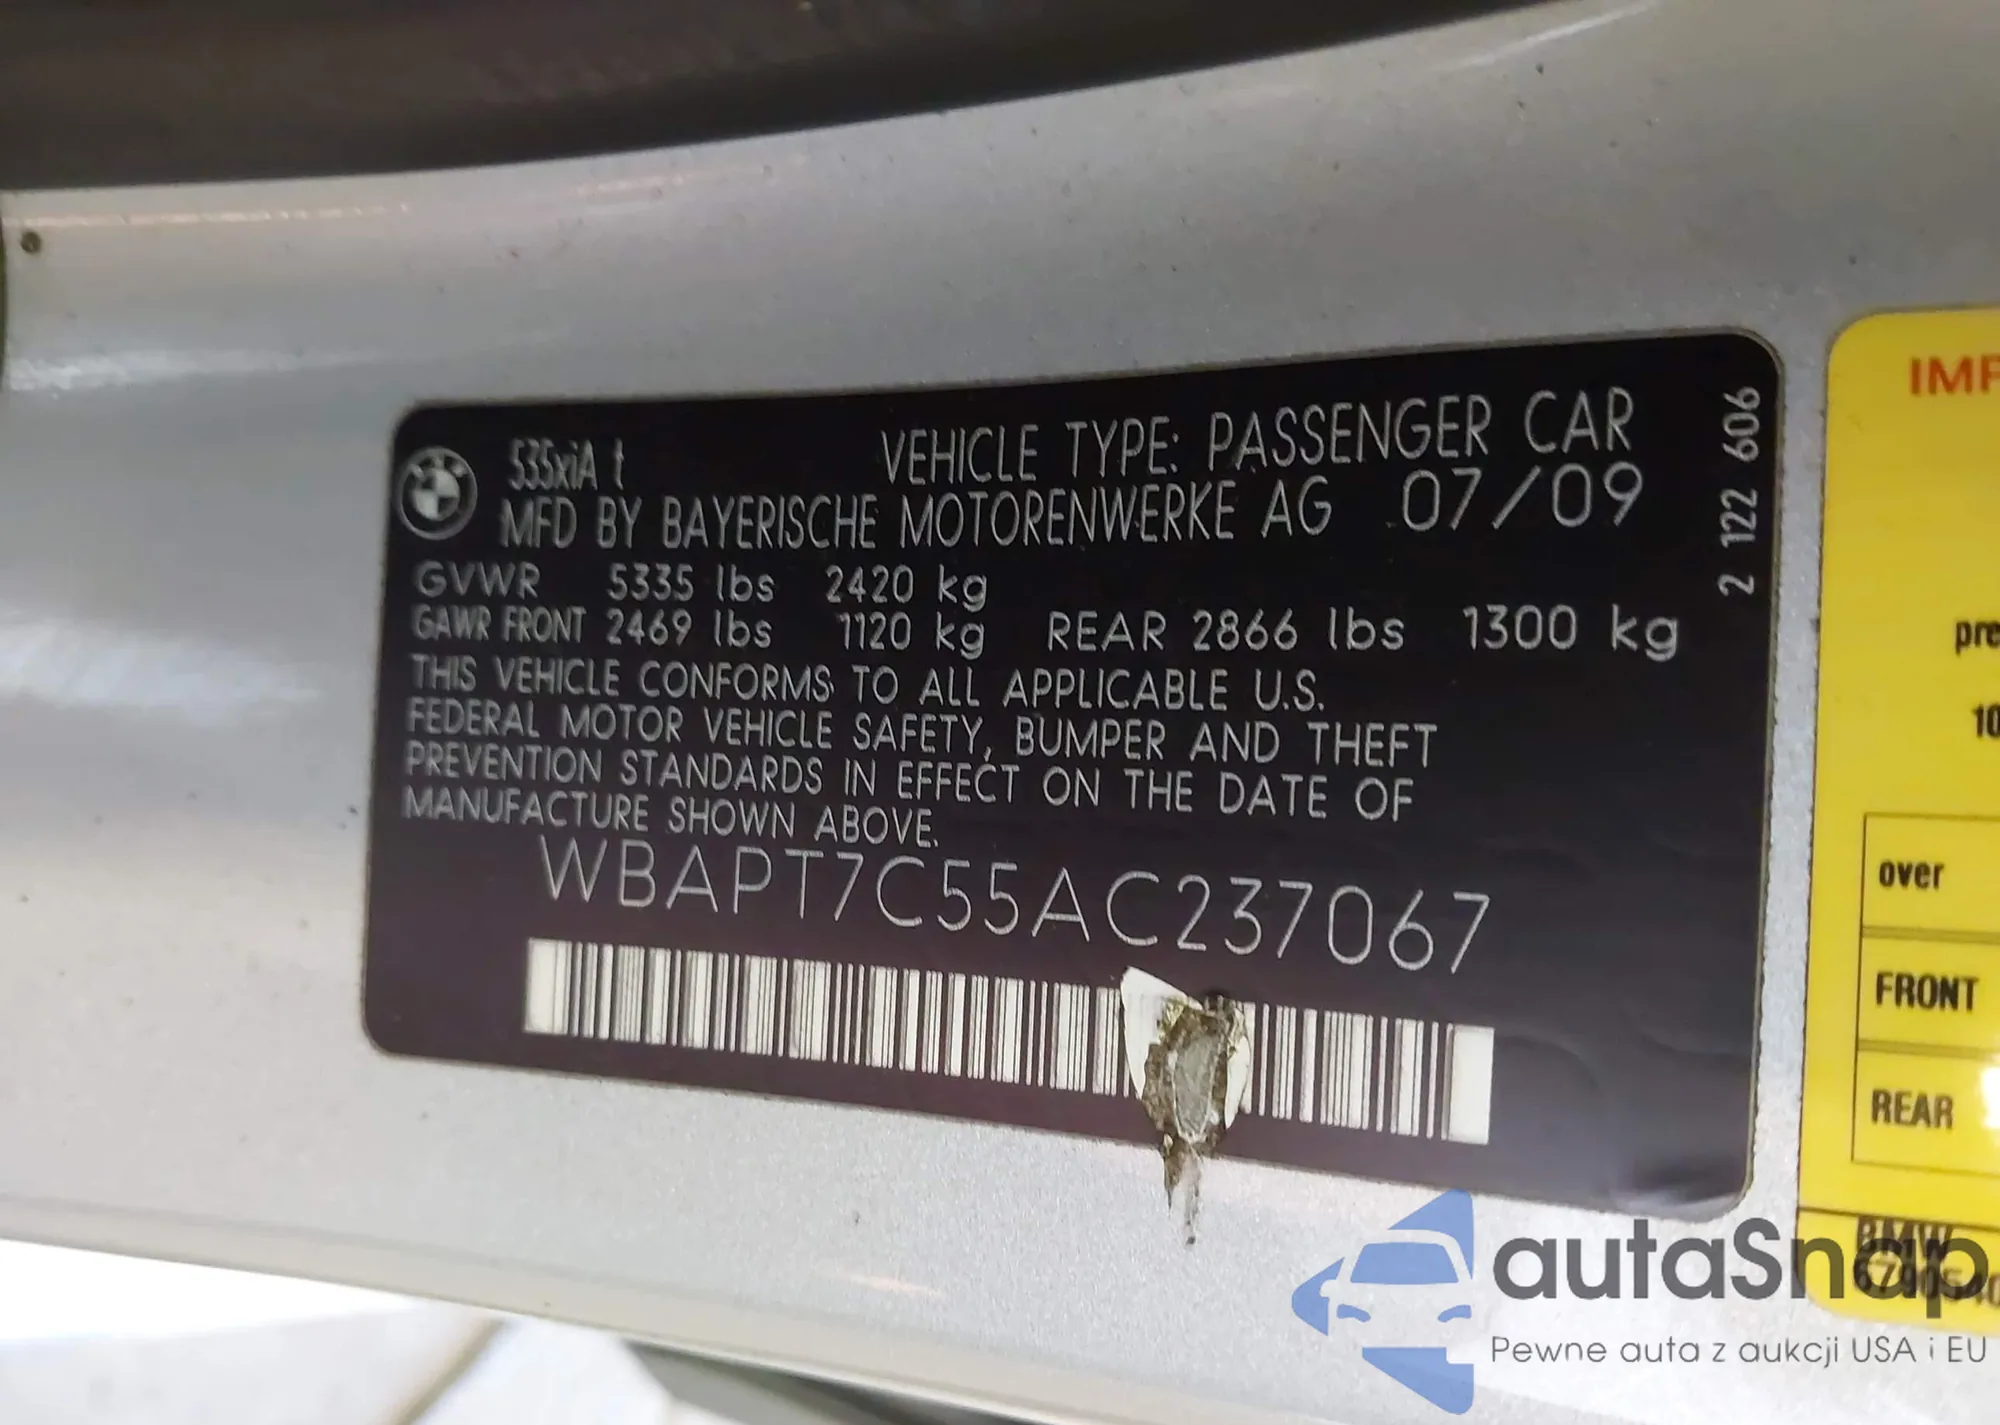 535xiA t
VEHICLE TYPE: PASSENGER CAR
MFD BY BAYERISCHE MOTORENWERKE AG 07/09
GVWR 5335 lbs 2420 kg
GAWR FRONT 2469 lbs 1120 kg REAR 2866 lbs 1300 kg
THIS VEHICLE CONFORMS TO ALL APPLICABLE U.S.
FEDERAL MOTOR VEHICLE SAFETY, BUMPER AND THEFT
PREVENTION STANDARDS IN EFFECT ON THE DATE OF
MANUFACTURE SHOWN ABOVE.
WBAPT7C55AC237067
2 122 606
IMP
pre
10
over
FRONT
REAR
BMW
autaSnap
Pewne auta z aukcji USA i EU